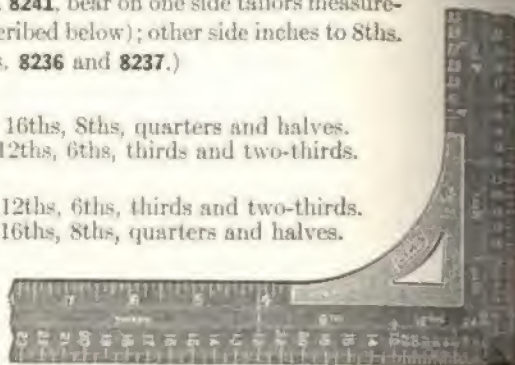 8241, bear on one side tailors measure-
cribed below); other side inches to 8ths.
s. 8236 and 8237.)
16ths, 8ths, quarters and halves.
12ths, 6ths, thirds and two-thirds.
12ths, 6ths, thirds and two-thirds.
16ths, 8ths, quarters and halves.